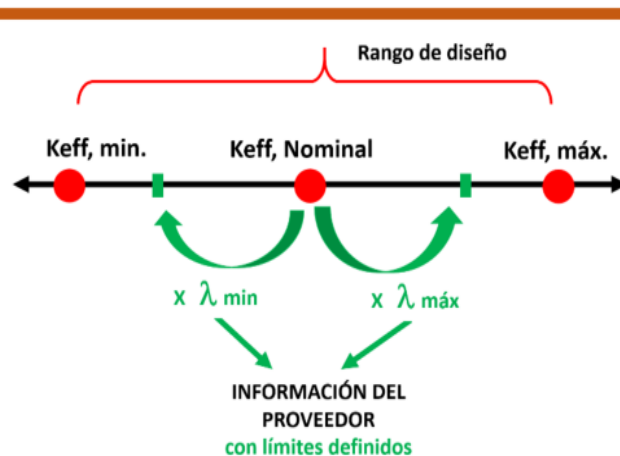 Rango de diseño
Keff, min. Keff, Nominal Keff, máx.
x λ min x λ máx
INFORMACIÓN DEL
PROVEEDOR
con límites definidos